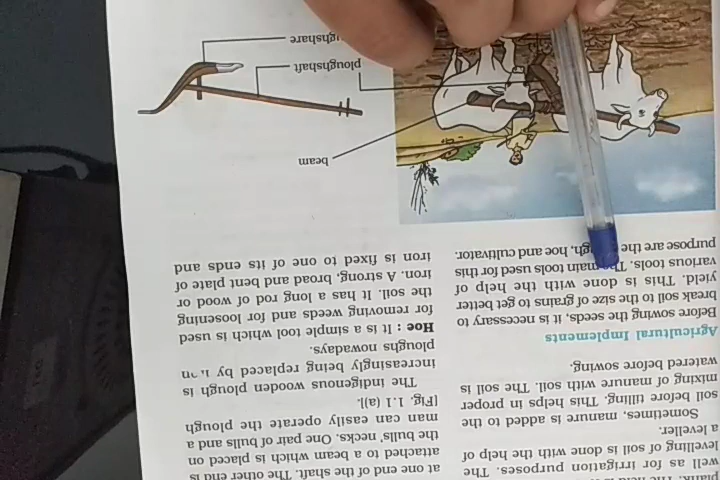 plank. The field is
well as for irrigation purposes. The
levelling of soil is done with the help of
a leveller.
Sometimes, manure is added to the
soil before tilling. This helps in proper
mixing of manure with soil. The soil is
watered before sowing.
Agricultural Implements
Before sowing the seeds, it is necessary to
break soil to the size of grains to get better
yield. This is done with the help of
various tools. The main tools used for this
purpose are the plough, hoe and cultivator.
at one end of the shaft. The other end is
attached to a beam which is placed on
the bulls' necks. One pair of bulls and a
man can easily operate the plough
[Fig. 1.1 (a)].
The indigenous wooden plough is
increasingly being replaced by iron
ploughs nowadays.
Hoe : It is a simple tool which is used
for removing weeds and for loosening
the soil. It has a long rod of wood or
iron. A strong, broad and bent plate of
iron is fixed to one of its ends and
beam
ploughshaft
ploughshare